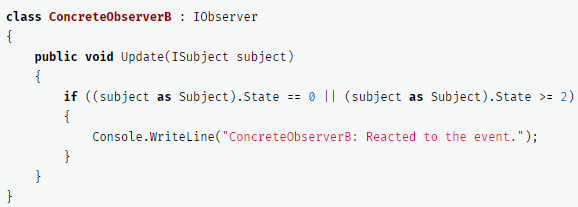 class ConcreteObserverB : IObserver
{
    public void Update(ISubject subject)
    {
        if ((subject as Subject).State == 0 || (subject as Subject).State >= 2)
        {
            Console.WriteLine("ConcreteObserverB: Reacted to the event.");
        }
    }
}